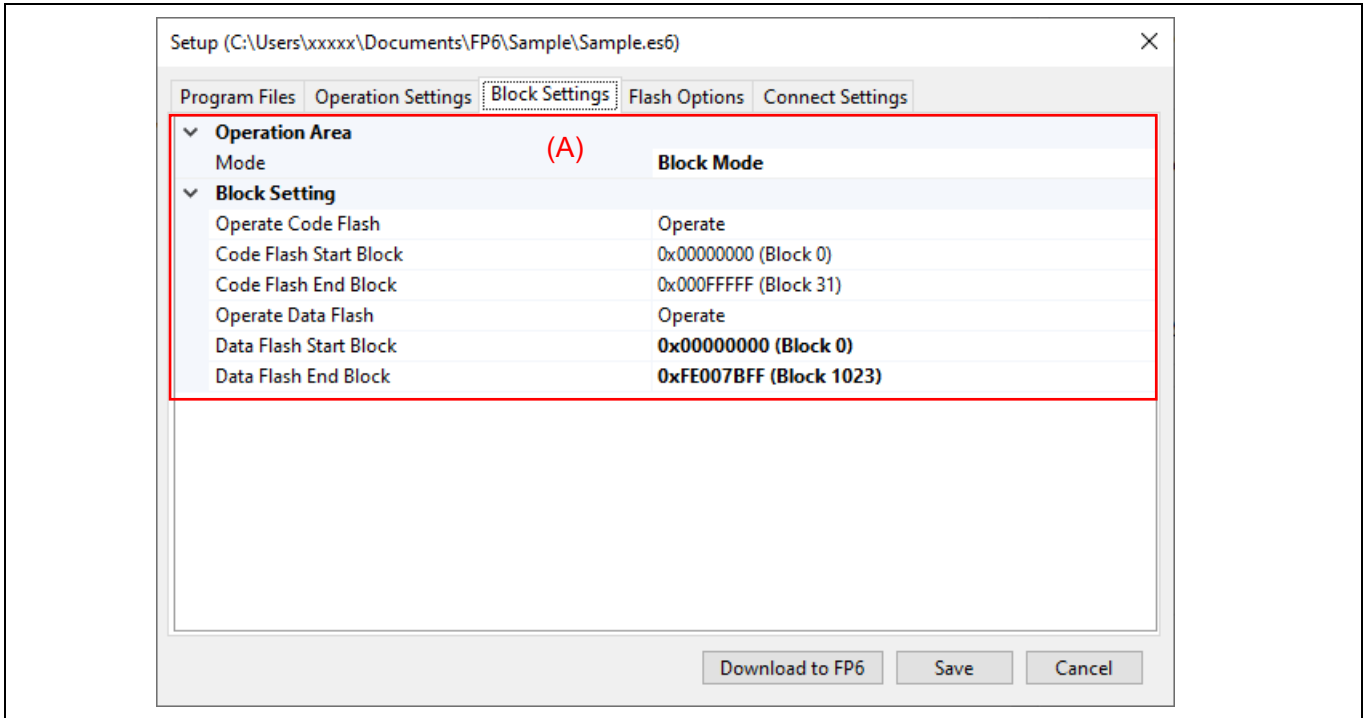 Setup (C:\Users\xxxxx\Documents\FP6\Sample\Sample.es6)
Program Files Operation Settings Block Settings Flash Options Connect Settings
Operation Area
(A)
Mode Block Mode
Block Setting
Operate Code Flash Operate
Code Flash Start Block 0x00000000 (Block 0)
Code Flash End Block 0x000FFFFF (Block 31)
Operate Data Flash Operate
Data Flash Start Block 0x00000000 (Block 0)
Data Flash End Block 0xFE007BFF (Block 1023)
Download to FP6 Save Cancel